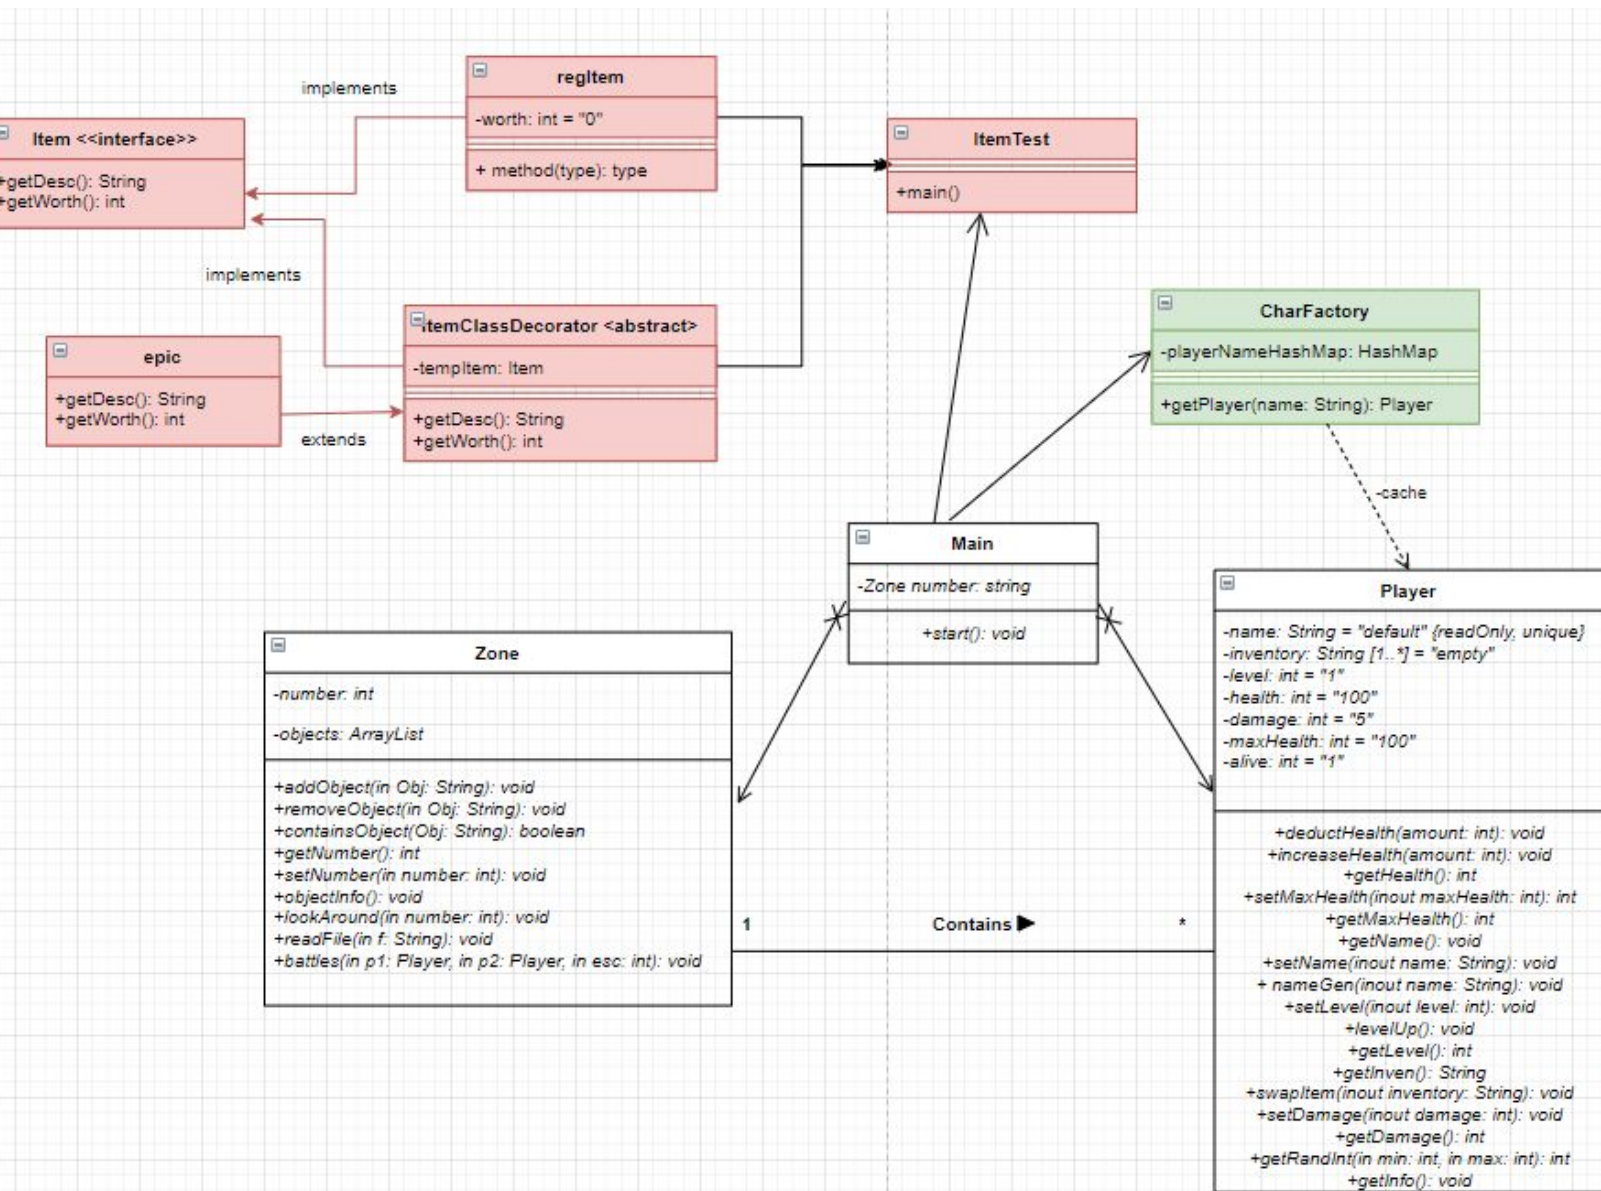 implements
regItem
-worth: int = "0"
+ method(type): type
Item <<interface>>
+getDesc(): String
+getWorth(): int
ItemTest
+main()
implements
ItemClassDecorator <abstract>
-tempItem: Item
+getDesc(): String
+getWorth(): int
epic
+getDesc(): String
+getWorth(): int
extends
CharFactory
-playerNameHashMap: HashMap
+getPlayer(name: String): Player
-cache
Main
-Zone number: string
+start(): void
Zone
-number: int
-objects: ArrayList
+addObject(in Obj: String): void
+removeObject(in Obj: String): void
+containsObject(Obj: String): boolean
+getNumber(): int
+setNumber(in number: int): void
+objectInfo(): void
+lookAround(in number: int): void
+readFile(in f: String): void
+battles(in p1: Player, in p2: Player, in esc: int): void
1
Contains ▶
*
Player
-name: String = "default" {readOnly, unique}
-inventory: String [1..*] = "empty"
-level: int = "1"
-health: int = "100"
-damage: int = "5"
-maxHealth: int = "100"
-alive: int = "1"
+deductHealth(amount: int): void
+increaseHealth(amount: int): void
+getHealth(): int
+setMaxHealth(inout maxHealth: int): int
+getMaxHealth(): int
+getName(): void
+setName(inout name: String): void
+ nameGen(inout name: String): void
+setLevel(inout level: int): void
+levelUp(): void
+getLevel(): int
+getInven(): String
+swapItem(inout inventory: String): void
+setDamage(inout damage: int): void
+getDamage(): int
+getRandInt(in min: int, in max: int): int
+getInfo(): void